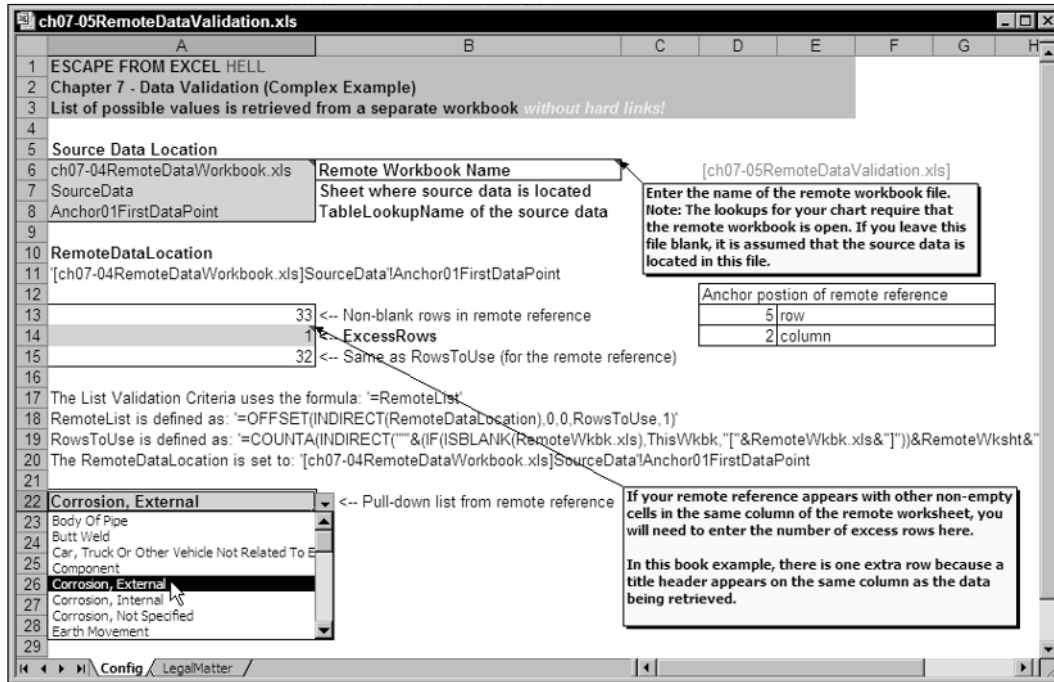 ch07-05RemoteDataValidation.xls
A B C D E F G H
1 ESCAPE FROM EXCEL HELL
2 Chapter 7 - Data Validation (Complex Example)
3 List of possible values is retrieved from a separate workbook without hard links!
4
5 Source Data Location
6 ch07-04RemoteDataWorkbook.xls Remote Workbook Name [ch07-05RemoteDataValidation.xls]
7 SourceData Sheet where source data is located
8 Anchor01FirstDataPoint TableLookupName of the source data
Enter the name of the remote workbook file.
Note: The lookups for your chart require that
the remote workbook is open. If you leave this
file blank, it is assumed that the source data is
located in this file.
9
10 RemoteDataLocation
11 '[ch07-04RemoteDataWorkbook.xls]SourceData'!Anchor01FirstDataPoint
12 Anchor postion of remote reference
13 33 <-- Non-blank rows in remote reference 5 row
14 1 <-- ExcessRows 2 column
15 32 <-- Same as RowsToUse (for the remote reference)
16
17 The List Validation Criteria uses the formula: '=RemoteList'
18 RemoteList is defined as: '=OFFSET(INDIRECT(RemoteDataLocation),0,0,RowsToUse,1)'
19 RowsToUse is defined as: '=COUNTA(INDIRECT("'"&(IF(ISBLANK(RemoteWkbk.xls),ThisWkbk,"["&RemoteWkbk.xls&"]"))&RemoteWksht&"
20 The RemoteDataLocation is set to: '[ch07-04RemoteDataWorkbook.xls]SourceData'!Anchor01FirstDataPoint
21
22 Corrosion, External <-- Pull-down list from remote reference
23 Body Of Pipe
24 Butt Weld
Car, Truck Or Other Vehicle Not Related To E
25 Component
26 Corrosion, External
27 Corrosion, Internal
Corrosion, Not Specified
28 Earth Movement
29
If your remote reference appears with other non-empty
cells in the same column of the remote worksheet, you
will need to enter the number of excess rows here.
In this book example, there is one extra row because a
title header appears on the same column as the data
being retrieved.
Config LegalMatter